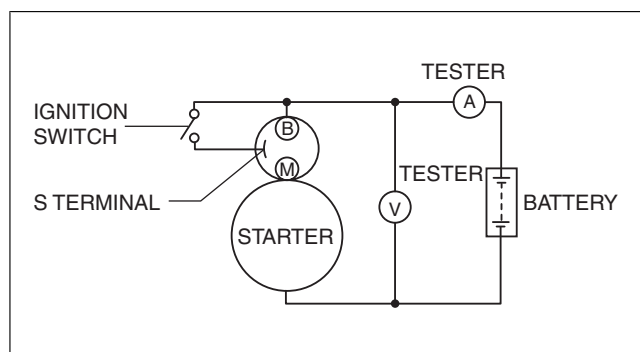 TESTER
A
IGNITION
SWITCH
B
M
S TERMINAL
TESTER
V
STARTER
BATTERY